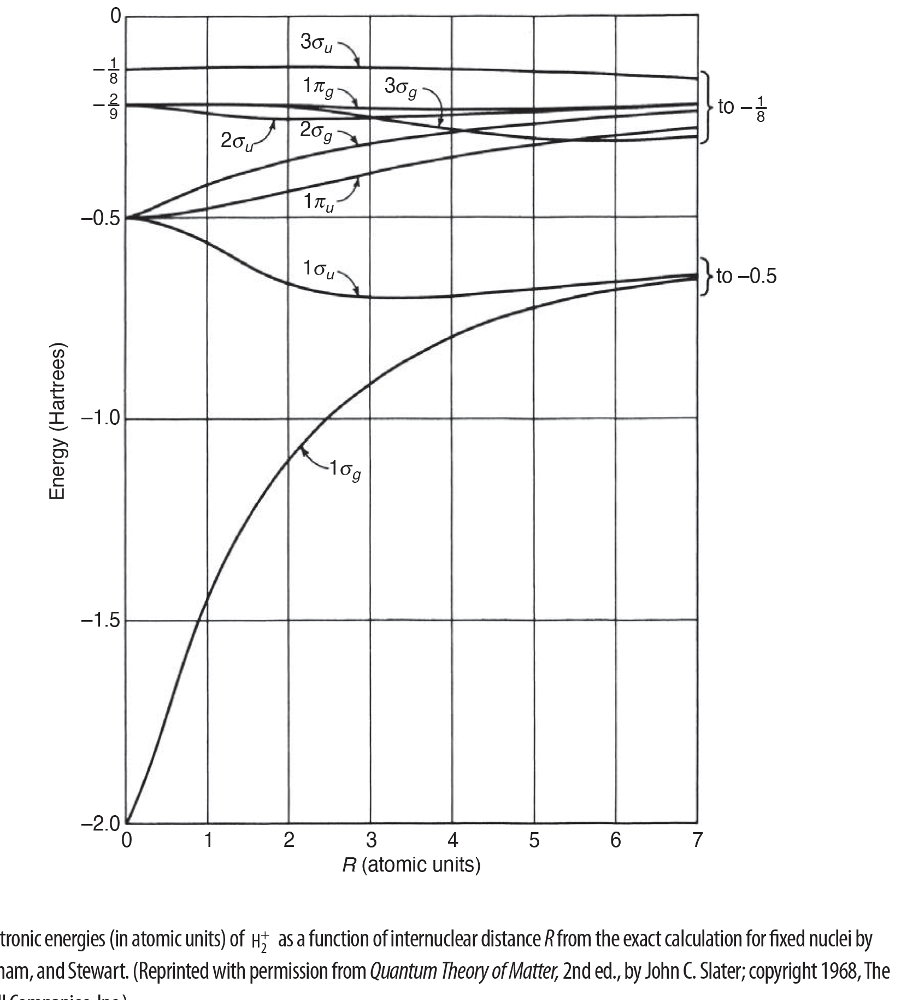 0
3σu
−1/8
1πg
3σg
−2/9
to −1/8
2σg
2σu
1πu
−0.5
1σu
to −0.5
Energy (Hartrees)
−1.0
1σg
−1.5
−2.0
0 1 2 3 4 5 6 7
R (atomic units)
tronic energies (in atomic units) of H₂⁺ as a function of internuclear distance R from the exact calculation for fixed nuclei by
ham, and Stewart. (Reprinted with permission from Quantum Theory of Matter, 2nd ed., by John C. Slater; copyright 1968, The